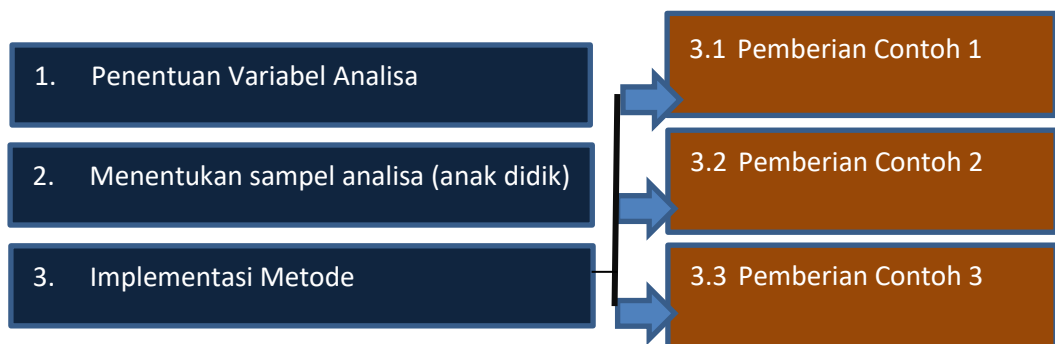 1. Penentuan Variabel Analisa
2. Menentukan sampel analisa (anak didik)
3. Implementasi Metode
3.1 Pemberian Contoh 1
3.2 Pemberian Contoh 2
3.3 Pemberian Contoh 3